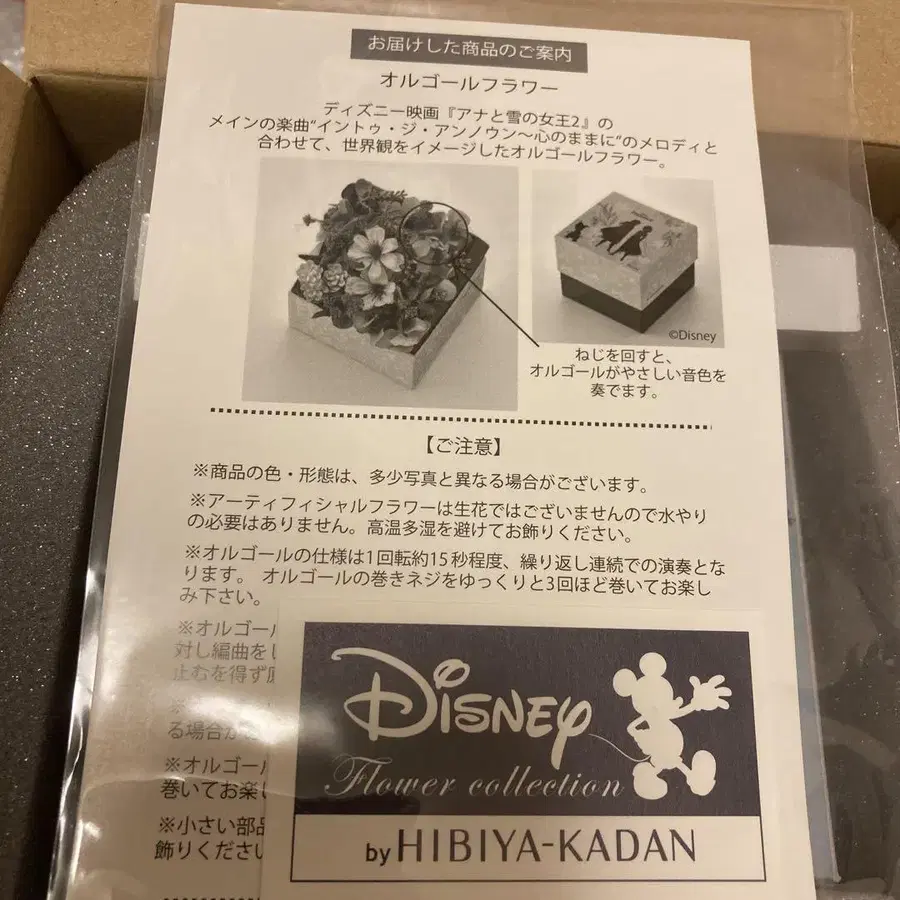 お届けした商品のご案内
オルゴールフラワー
ディズニー映画『アナと雪の女王2』の
メインの楽曲“イントゥ・ジ・アンノウン〜心のままに”のメロディと
合わせて、世界観をイメージしたオルゴールフラワー。
©Disney
ねじを回すと、
オルゴールがやさしい音色を
奏でます。
【ご注意】
※商品の色・形態は、多少写真と異なる場合がございます。
※アーティフィシャルフラワーは生花ではございませんので水やり
の必要はありません。高温多湿を避けてお飾りください。
※オルゴールの仕様は1回転約15秒程度、繰り返し連続での演奏とな
ります。 オルゴールの巻きネジをゆっくりと3回ほど巻いてお楽し
み下さい。
※オルゴー
対し編曲を
止むを得ず
※
る場合が
※オルゴー
巻いてお楽
※小さい部品
飾りください
Disney
Flower collection
by HIBIYA-KADAN